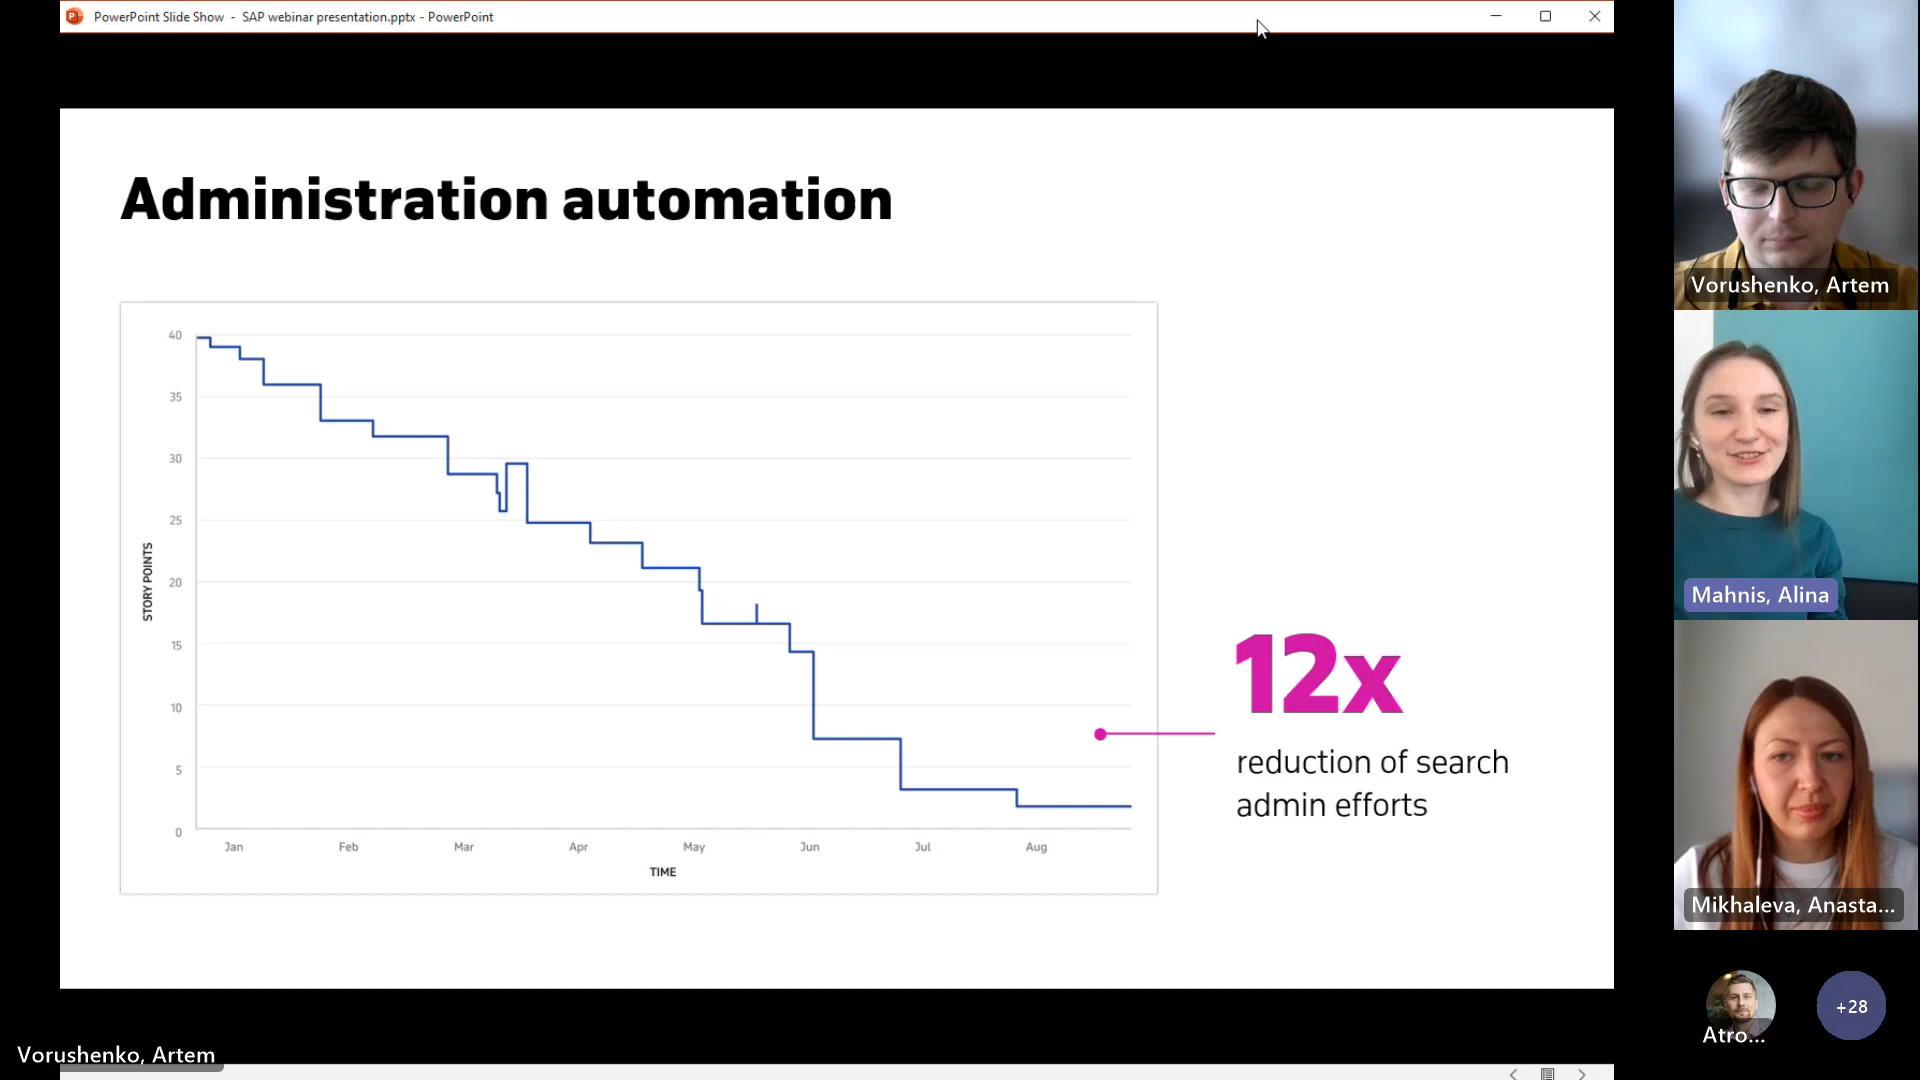 PowerPoint Slide Show - SAP webinar presentation.pptx - PowerPoint
Administration automation
40
35
30
25
20
15
10
5
0
STORY POINTS
Jan Feb Mar Apr May Jun Jul Aug
TIME
12x
reduction of search
admin efforts
Vorushenko, Artem
Mahnis, Alina
Mikhaleva, Anasta...
Atro...
+28
Vorushenko, Artem